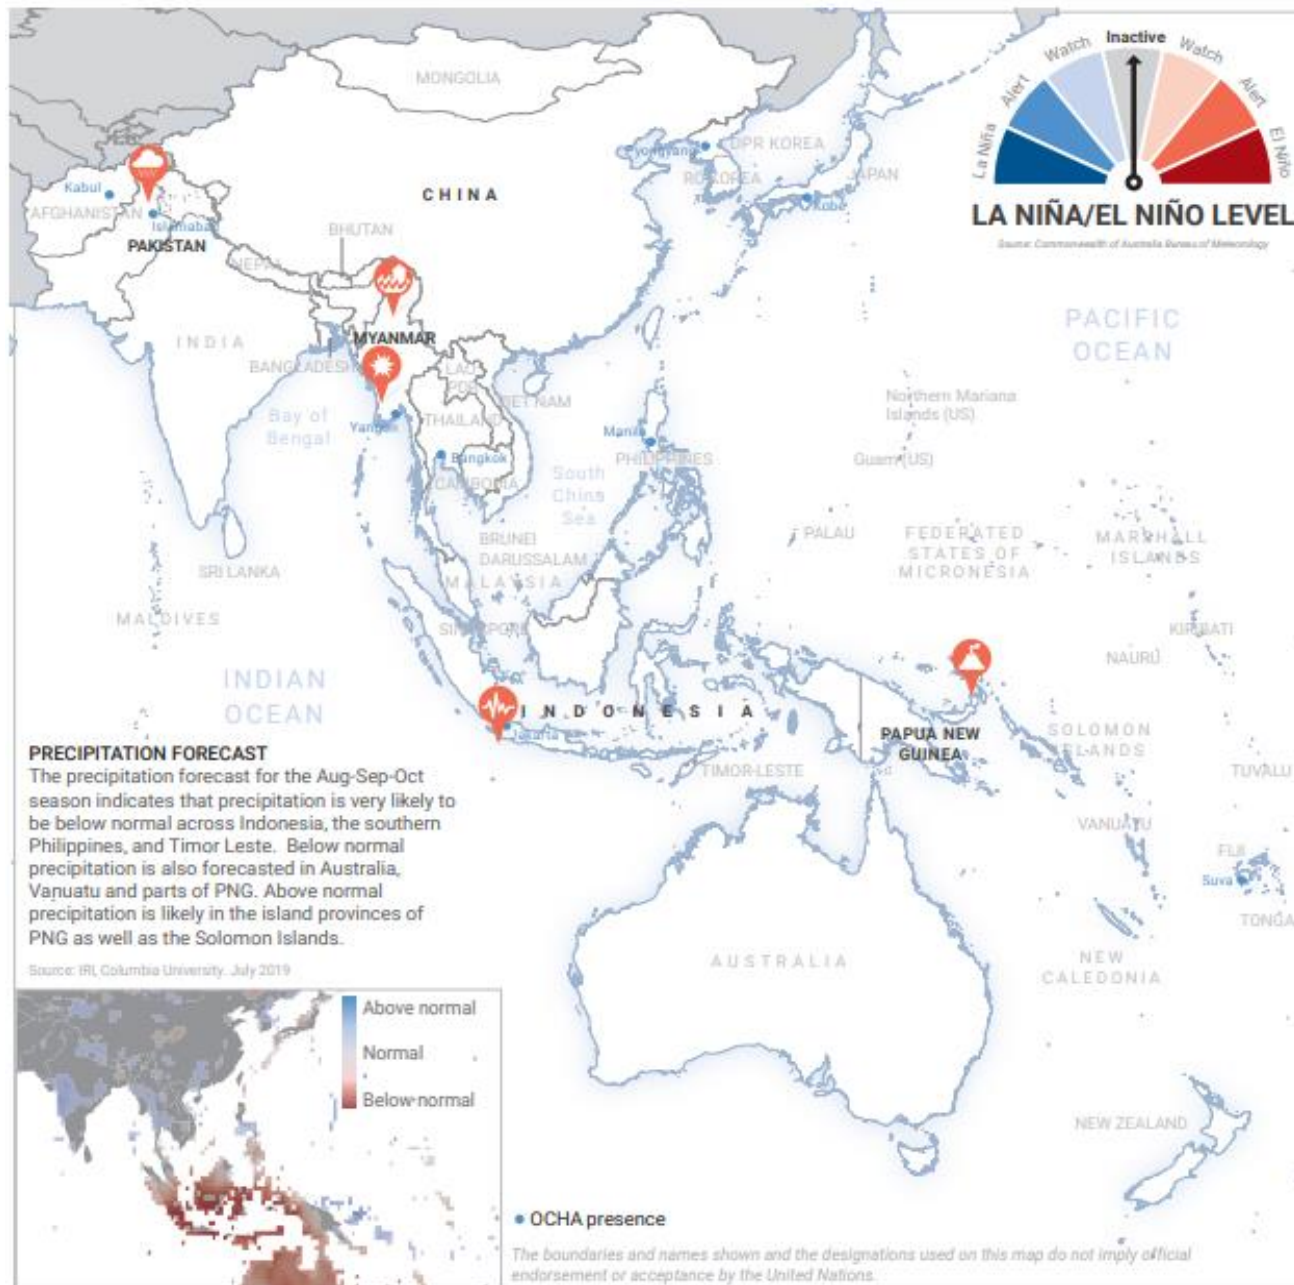 Inactive
Watch
Watch
Alert
Alert
La Niña
El Niño
LA NIÑA/EL NIÑO LEVEL
Source: Commonwealth of Australia Bureau of Meteorology
MONGOLIA
Pyongyang
DPR KOREA
RO KOREA
JAPAN
Kobe
CHINA
Kabul
AFGHANISTAN
Islamabad
PAKISTAN
BHUTAN
NEPAL
INDIA
MYANMAR
BANGLADESH
LAO
PDR
VIET NAM
THAILAND
Yangon
Bangkok
CAMBODIA
Bay of
Bengal
Manila
PHILIPPINES
South
China
Sea
PACIFIC
OCEAN
Northern Mariana
Islands (US)
Guam (US)
PALAU
FEDERATED
STATES OF
MICRONESIA
MARSHALL
ISLANDS
BRUNEI
DARUSSALAM
MALAYSIA
SRI LANKA
MALDIVES
SINGAPORE
KIRIBATI
NAURU
INDIAN
OCEAN
INDONESIA
Jakarta
PAPUA NEW
GUINEA
SOLOMON
ISLANDS
TIMOR-LESTE
TUVALU
VANUATU
FIJI
Suva
TONGA
NEW
CALEDONIA
AUSTRALIA
NEW ZEALAND
PRECIPITATION FORECAST
The precipitation forecast for the Aug-Sep-Oct
season indicates that precipitation is very likely to
be below normal across Indonesia, the southern
Philippines, and Timor Leste. Below normal
precipitation is also forecasted in Australia,
Vanuatu and parts of PNG. Above normal
precipitation is likely in the island provinces of
PNG as well as the Solomon Islands.
Source: IRI, Columbia University. July 2019
Above normal
Normal
Below normal
OCHA presence
The boundaries and names shown and the designations used on this map do not imply official
endorsement or acceptance by the United Nations.